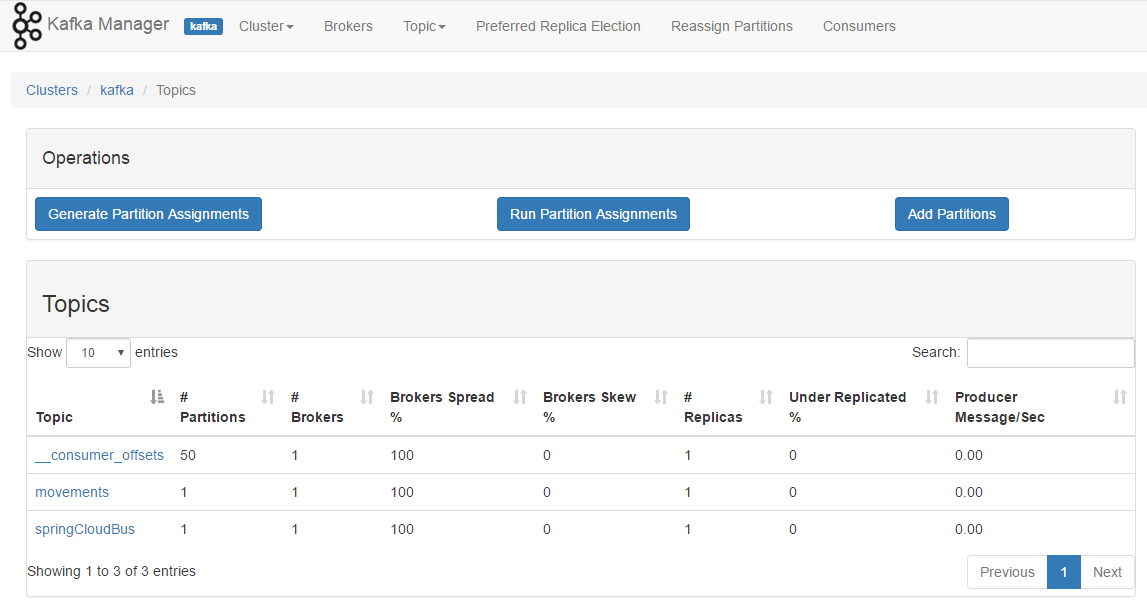 Kafka Manager kafka Cluster Brokers Topic Preferred Replica Election Reassign Partitions Consumers
Clusters / kafka / Topics
Operations
Generate Partition Assignments Run Partition Assignments Add Partitions
Topics
Show 10 entries Search:
# # Brokers Spread Brokers Skew # Under Replicated Producer
Topic Partitions Brokers % % Replicas % Message/Sec
__consumer_offsets 50 1 100 0 1 0 0.00
movements 1 1 100 0 1 0 0.00
springCloudBus 1 1 100 0 1 0 0.00
Showing 1 to 3 of 3 entries Previous 1 Next